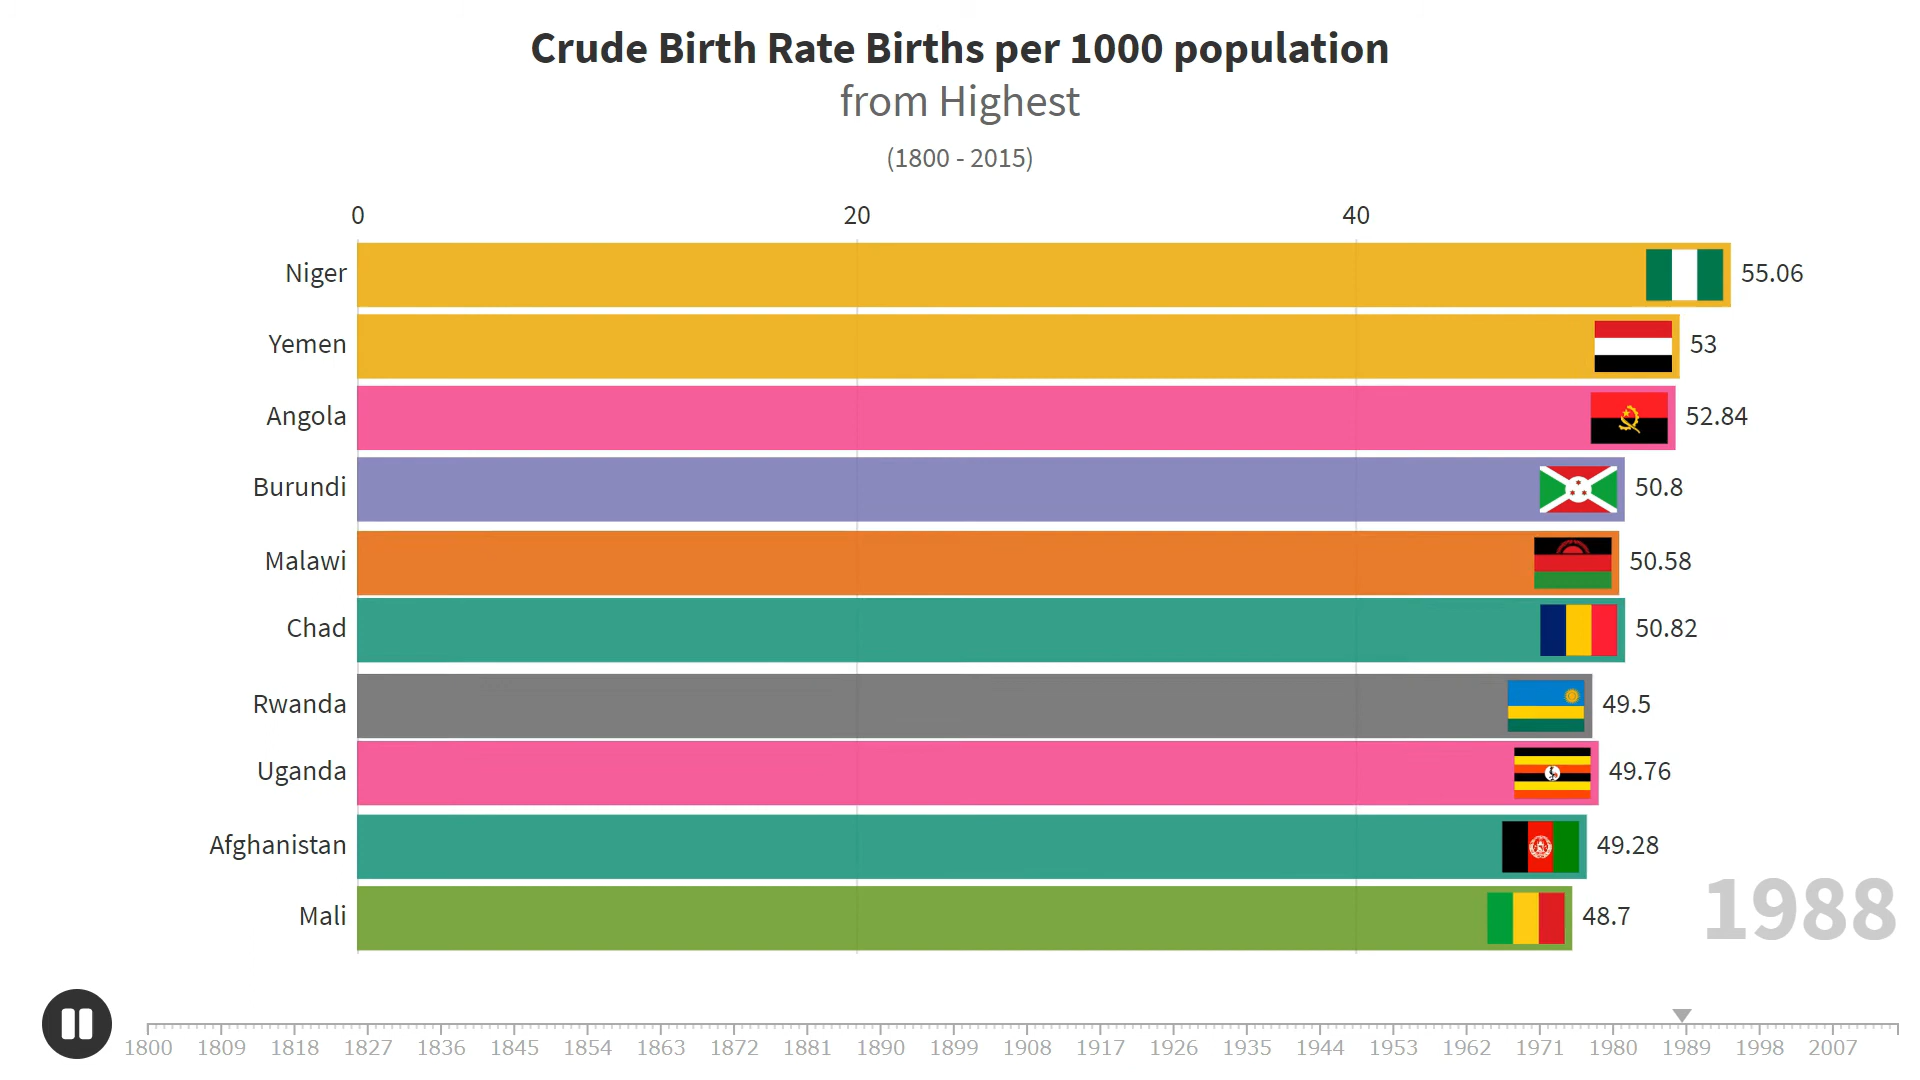 Crude Birth Rate Births per 1000 population
from Highest
(1800 - 2015)
0 20 40
Niger 55.06
Yemen 53
Angola 52.84
Burundi 50.8
Malawi 50.58
Chad 50.82
Rwanda 49.5
Uganda 49.76
Afghanistan 49.28
Mali 48.7
1988
1800 1809 1818 1827 1836 1845 1854 1863 1872 1881 1890 1899 1908 1917 1926 1935 1944 1953 1962 1971 1980 1989 1998 2007